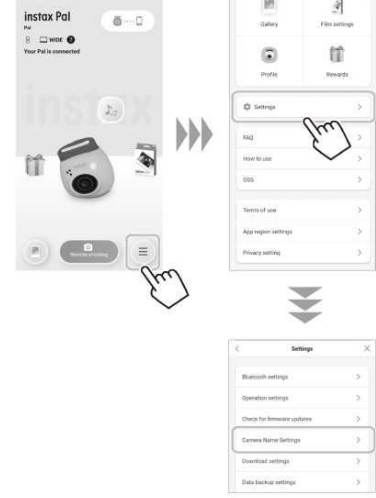 instax Pal
Pal
WIDE
Your Pal is connected
instax
Remote shooting
Gallery
Film settings
Profile
Rewards
Settings
FAQ
How to use
GSS
Terms of use
App region settings
Privacy setting
Settings
Bluetooth settings
Operation settings
Check for firmware updates
Camera Name Settings
Download settings
Data backup settings